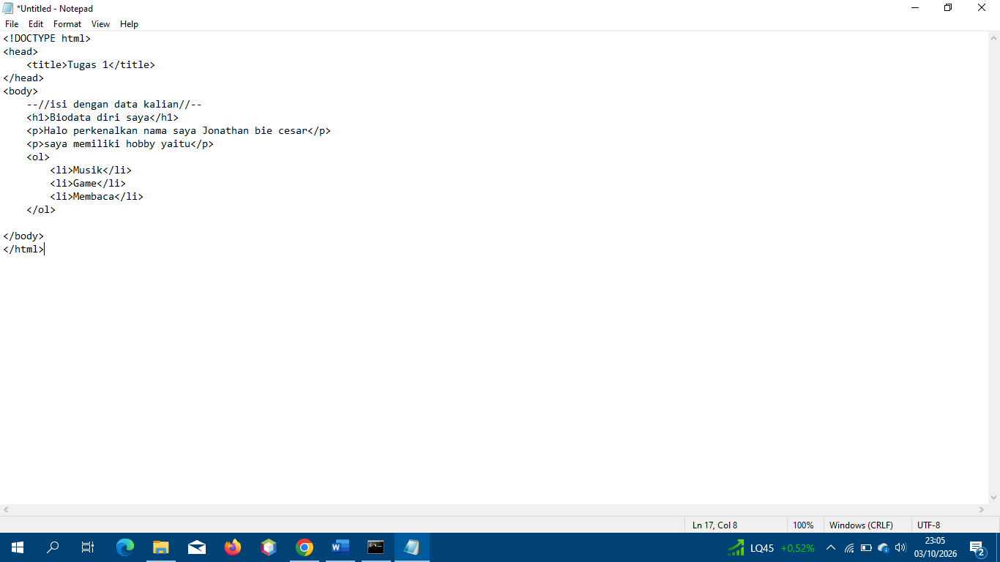 *Untitled - Notepad
File Edit Format View Help
<!DOCTYPE html>
<head>
    <title>Tugas 1</title>
</head>
<body>
    --//isi dengan data kalian//--
    <h1>Biodata diri saya</h1>
    <p>Halo perkenalkan nama saya Jonathan bie cesar</p>
    <p>saya memiliki hobby yaitu</p>
    <ol>
        <li>Musik</li>
        <li>Game</li>
        <li>Membaca</li>
    </ol>

</body>
</html>
Ln 17, Col 8 100% Windows (CRLF) UTF-8
LQ45 +0,52% 23:05
03/10/2026 2